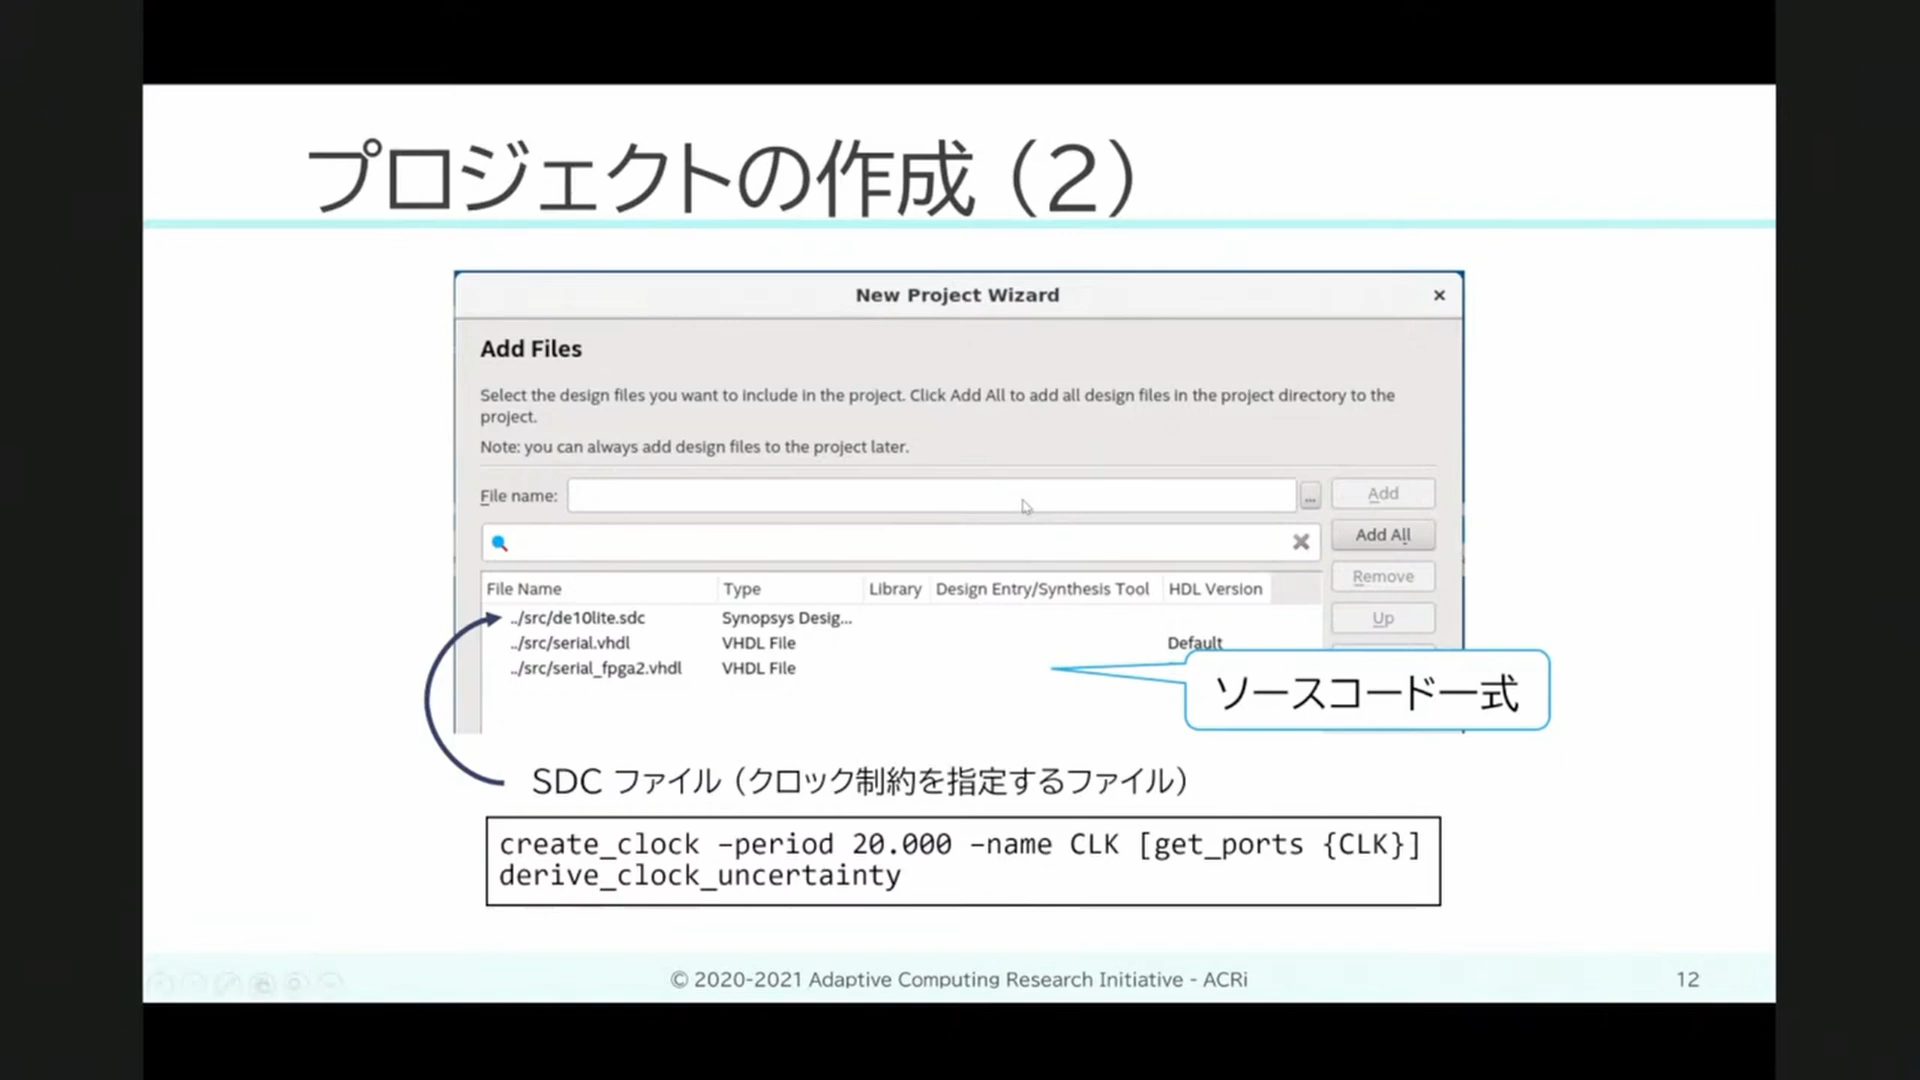 プロジェクトの作成（2）
New Project Wizard
Add Files
Select the design files you want to include in the project. Click Add All to add all design files in the project directory to the
project.
Note: you can always add design files to the project later.
File name:
...
Add
Add All
Remove
Up
File Name Type Library Design Entry/Synthesis Tool HDL Version
../src/de10lite.sdc Synopsys Desig...
../src/serial.vhdl VHDL File Default
../src/serial_fpga2.vhdl VHDL File
ソースコード一式
SDC ファイル（クロック制約を指定するファイル）
create_clock –period 20.000 –name CLK [get_ports {CLK}]
derive_clock_uncertainty
© 2020-2021 Adaptive Computing Research Initiative - ACRi
12